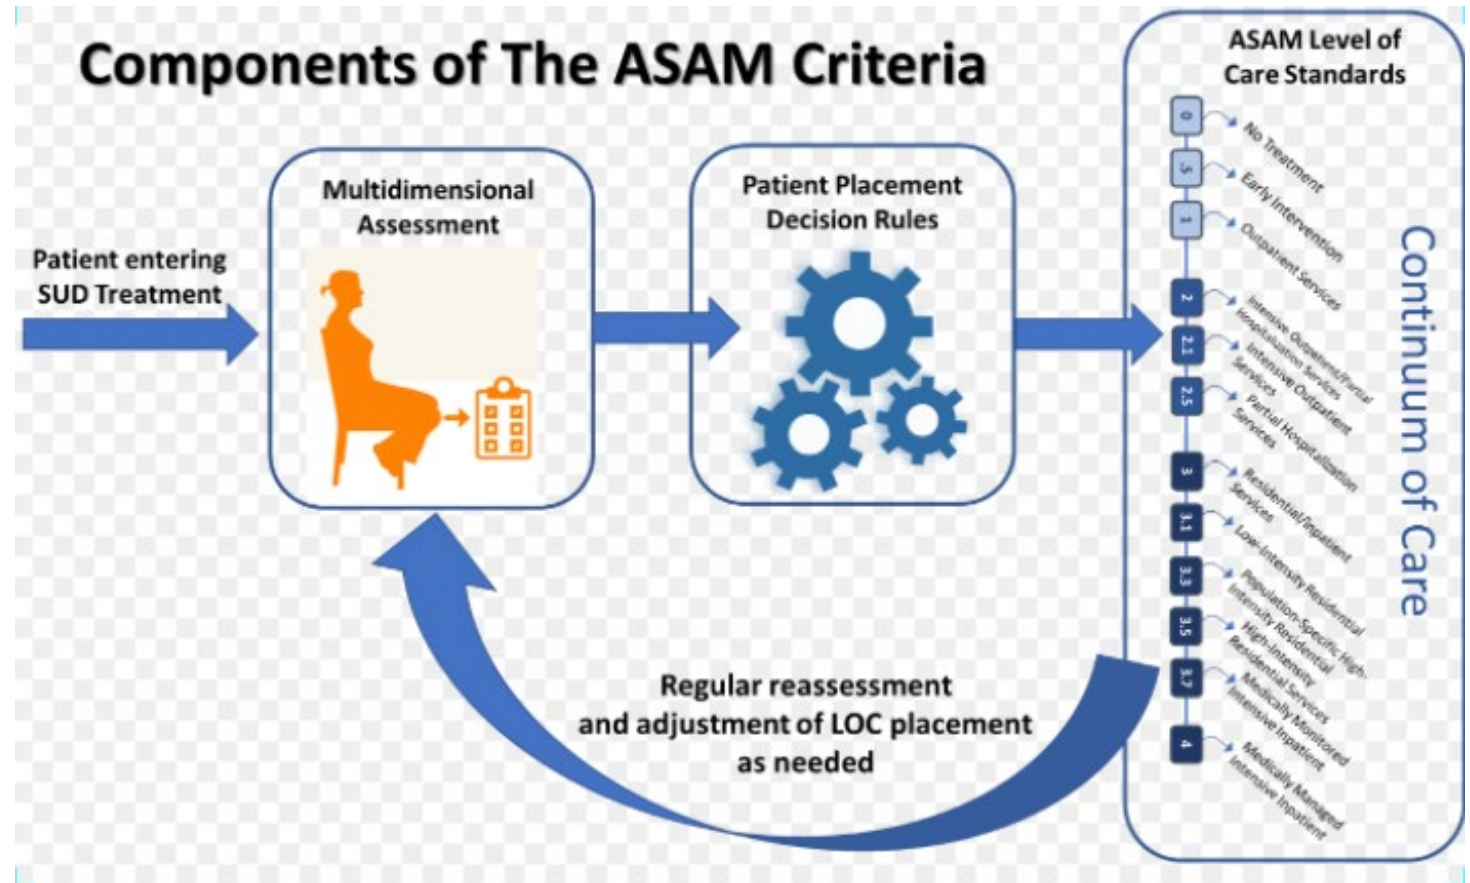 Components of The ASAM Criteria
Patient entering
SUD Treatment
Multidimensional
Assessment
Patient Placement
Decision Rules
Regular reassessment
and adjustment of LOC placement
as needed
ASAM Level of
Care Standards
0
No Treatment
.5
Early Intervention
1
Outpatient Services
2
Intensive Outpatient/Partial
Hospitalization Services
2.1
Intensive Outpatient
Services
2.5
Partial Hospitalization
Services
3
Residential/Inpatient
Services
3.1
Low-Intensity Residential
3.3
Population-Specific High-
Intensity Residential
3.5
High-Intensity
Residential Services
3.7
Medically Monitored
Intensive Inpatient
4
Medically Managed
Intensive Inpatient
Continuum of Care